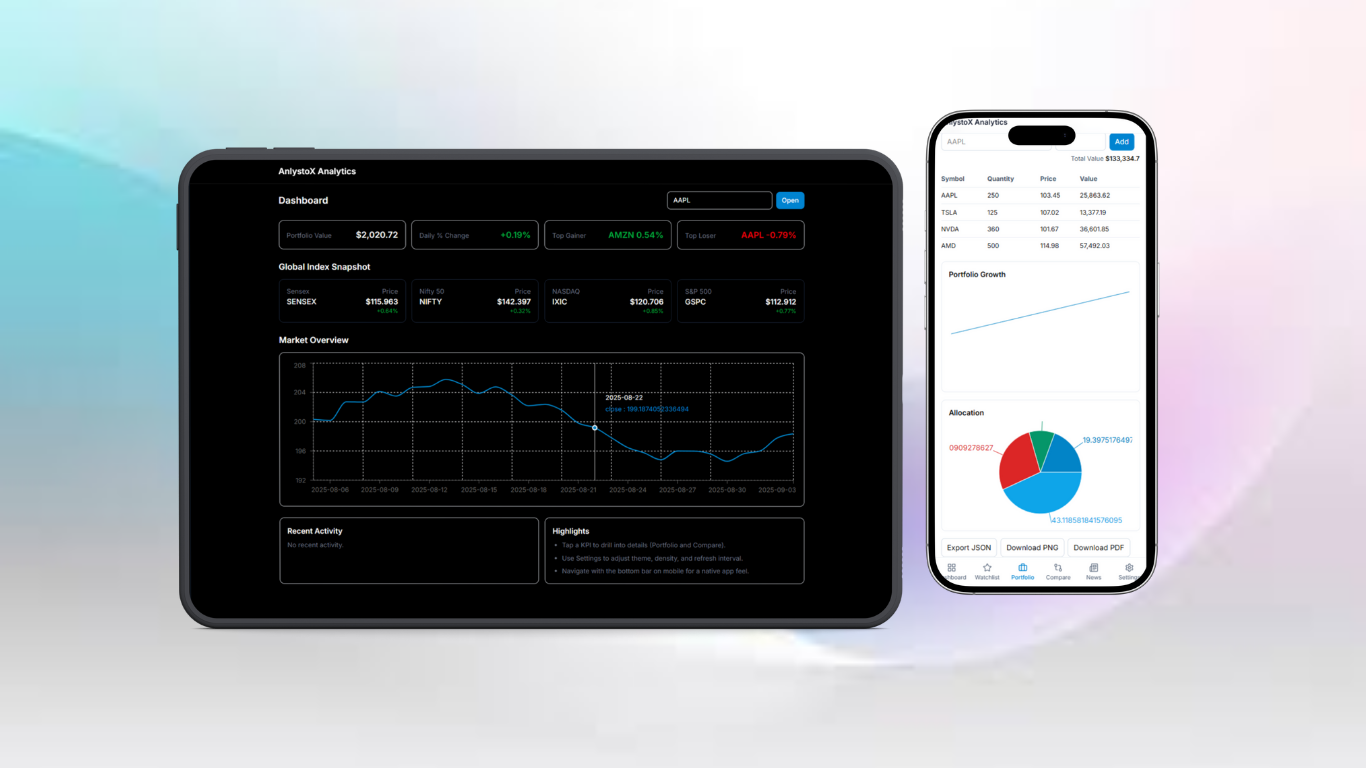 AnlystoX Analytics
Dashboard
AAPL
Open
Portfolio Value $2,020.72
Daily % Change +0.19%
Top Gainer AMZN 0.54%
Top Loser AAPL -0.79%
Global Index Snapshot
Sensex Price
SENSEX $115.963
+0.64%
Nifty 50 Price
NIFTY $142.397
+0.32%
NASDAQ Price
IXIC $120.706
+0.85%
S&P 500 Price
GSPC $112.912
+0.77%
Market Overview
208
204
200
196
192
2025-08-22
close : 199.1874052336494
2025-08-06 2025-08-09 2025-08-12 2025-08-15 2025-08-18 2025-08-21 2025-08-24 2025-08-27 2025-08-30 2025-09-03
Recent Activity
No recent activity.
Highlights
• Tap a KPI to drill into details (Portfolio and Compare).
• Use Settings to adjust theme, density, and refresh interval.
• Navigate with the bottom bar on mobile for a native app feel.
ystoX Analytics
AAPL
Add
Total Value $133,334.7
Symbol Quantity Price Value
AAPL 250 103.45 25,863.62
TSLA 125 107.02 13,377.19
NVDA 360 101.67 36,601.85
AMD 500 114.98 57,492.03
Portfolio Growth
Allocation
19.3975176497
0909278627
43.118581841576095
Export JSON
Download PNG
Download PDF
hboard Watchlist Portfolio Compare News Setting